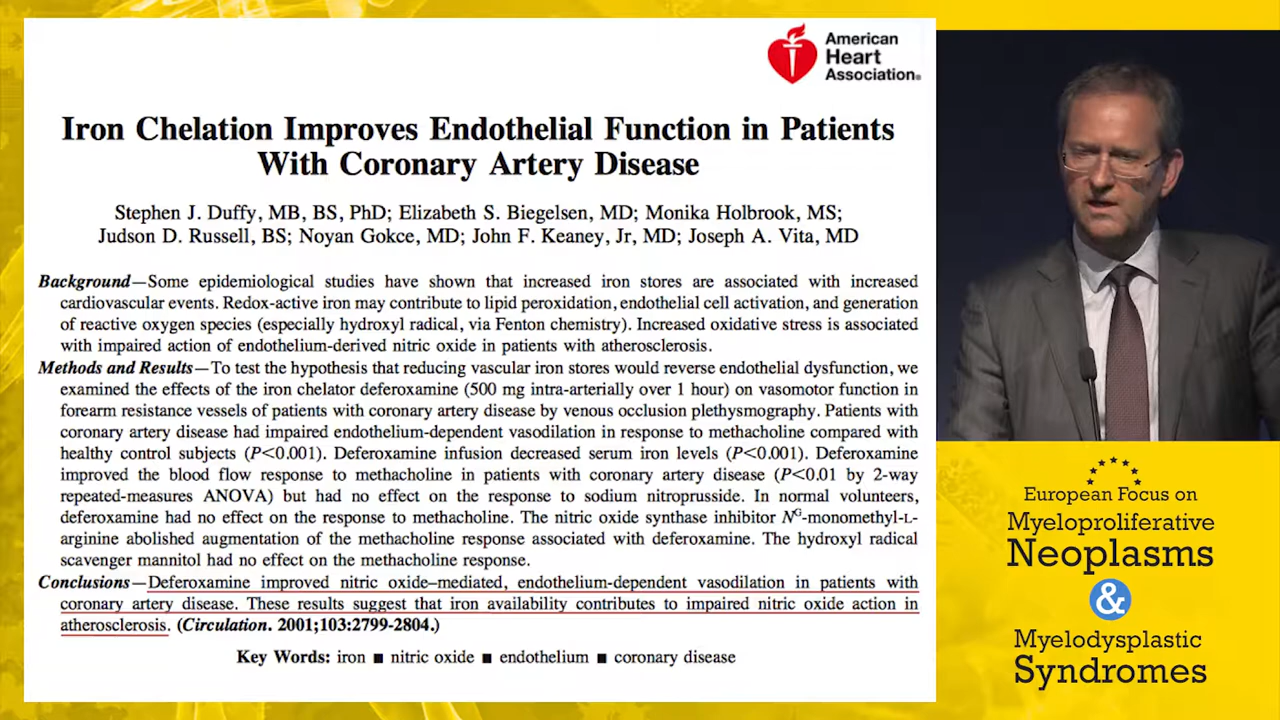 American
Heart
Association®
Iron Chelation Improves Endothelial Function in Patients
With Coronary Artery Disease
Stephen J. Duffy, MB, BS, PhD; Elizabeth S. Biegelsen, MD; Monika Holbrook, MS;
Judson D. Russell, BS; Noyan Gokce, MD; John F. Keaney, Jr, MD; Joseph A. Vita, MD
Background—Some epidemiological studies have shown that increased iron stores are associated with increased
cardiovascular events. Redox-active iron may contribute to lipid peroxidation, endothelial cell activation, and generation
of reactive oxygen species (especially hydroxyl radical, via Fenton chemistry). Increased oxidative stress is associated
with impaired action of endothelium-derived nitric oxide in patients with atherosclerosis.
Methods and Results—To test the hypothesis that reducing vascular iron stores would reverse endothelial dysfunction, we
examined the effects of the iron chelator deferoxamine (500 mg intra-arterially over 1 hour) on vasomotor function in
forearm resistance vessels of patients with coronary artery disease by venous occlusion plethysmography. Patients with
coronary artery disease had impaired endothelium-dependent vasodilation in response to methacholine compared with
healthy control subjects (P<0.001). Deferoxamine infusion decreased serum iron levels (P<0.001). Deferoxamine
improved the blood flow response to methacholine in patients with coronary artery disease (P<0.01 by 2-way
repeated-measures ANOVA) but had no effect on the response to sodium nitroprusside. In normal volunteers,
deferoxamine had no effect on the response to methacholine. The nitric oxide synthase inhibitor Nᴳ-monomethyl-L-
arginine abolished augmentation of the methacholine response associated with deferoxamine. The hydroxyl radical
scavenger mannitol had no effect on the methacholine response.
Conclusions—Deferoxamine improved nitric oxide–mediated, endothelium-dependent vasodilation in patients with
coronary artery disease. These results suggest that iron availability contributes to impaired nitric oxide action in
atherosclerosis. (Circulation. 2001;103:2799-2804.)
Key Words: iron ■ nitric oxide ■ endothelium ■ coronary disease
European Focus on
Myeloproliferative
Neoplasms
&
Myelodysplastic
Syndromes